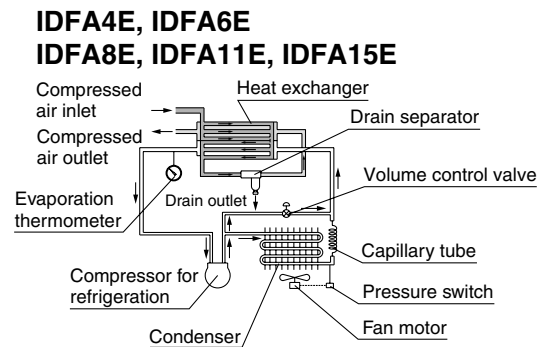 IDFA4E, IDFA6E
IDFA8E, IDFA11E, IDFA15E
Compressed
air inlet
Heat exchanger
Compressed
air outlet
Drain separator
Evaporation
thermometer
Drain outlet
Volume control valve
Capillary tube
Compressor for
refrigeration
Pressure switch
Condenser
Fan motor